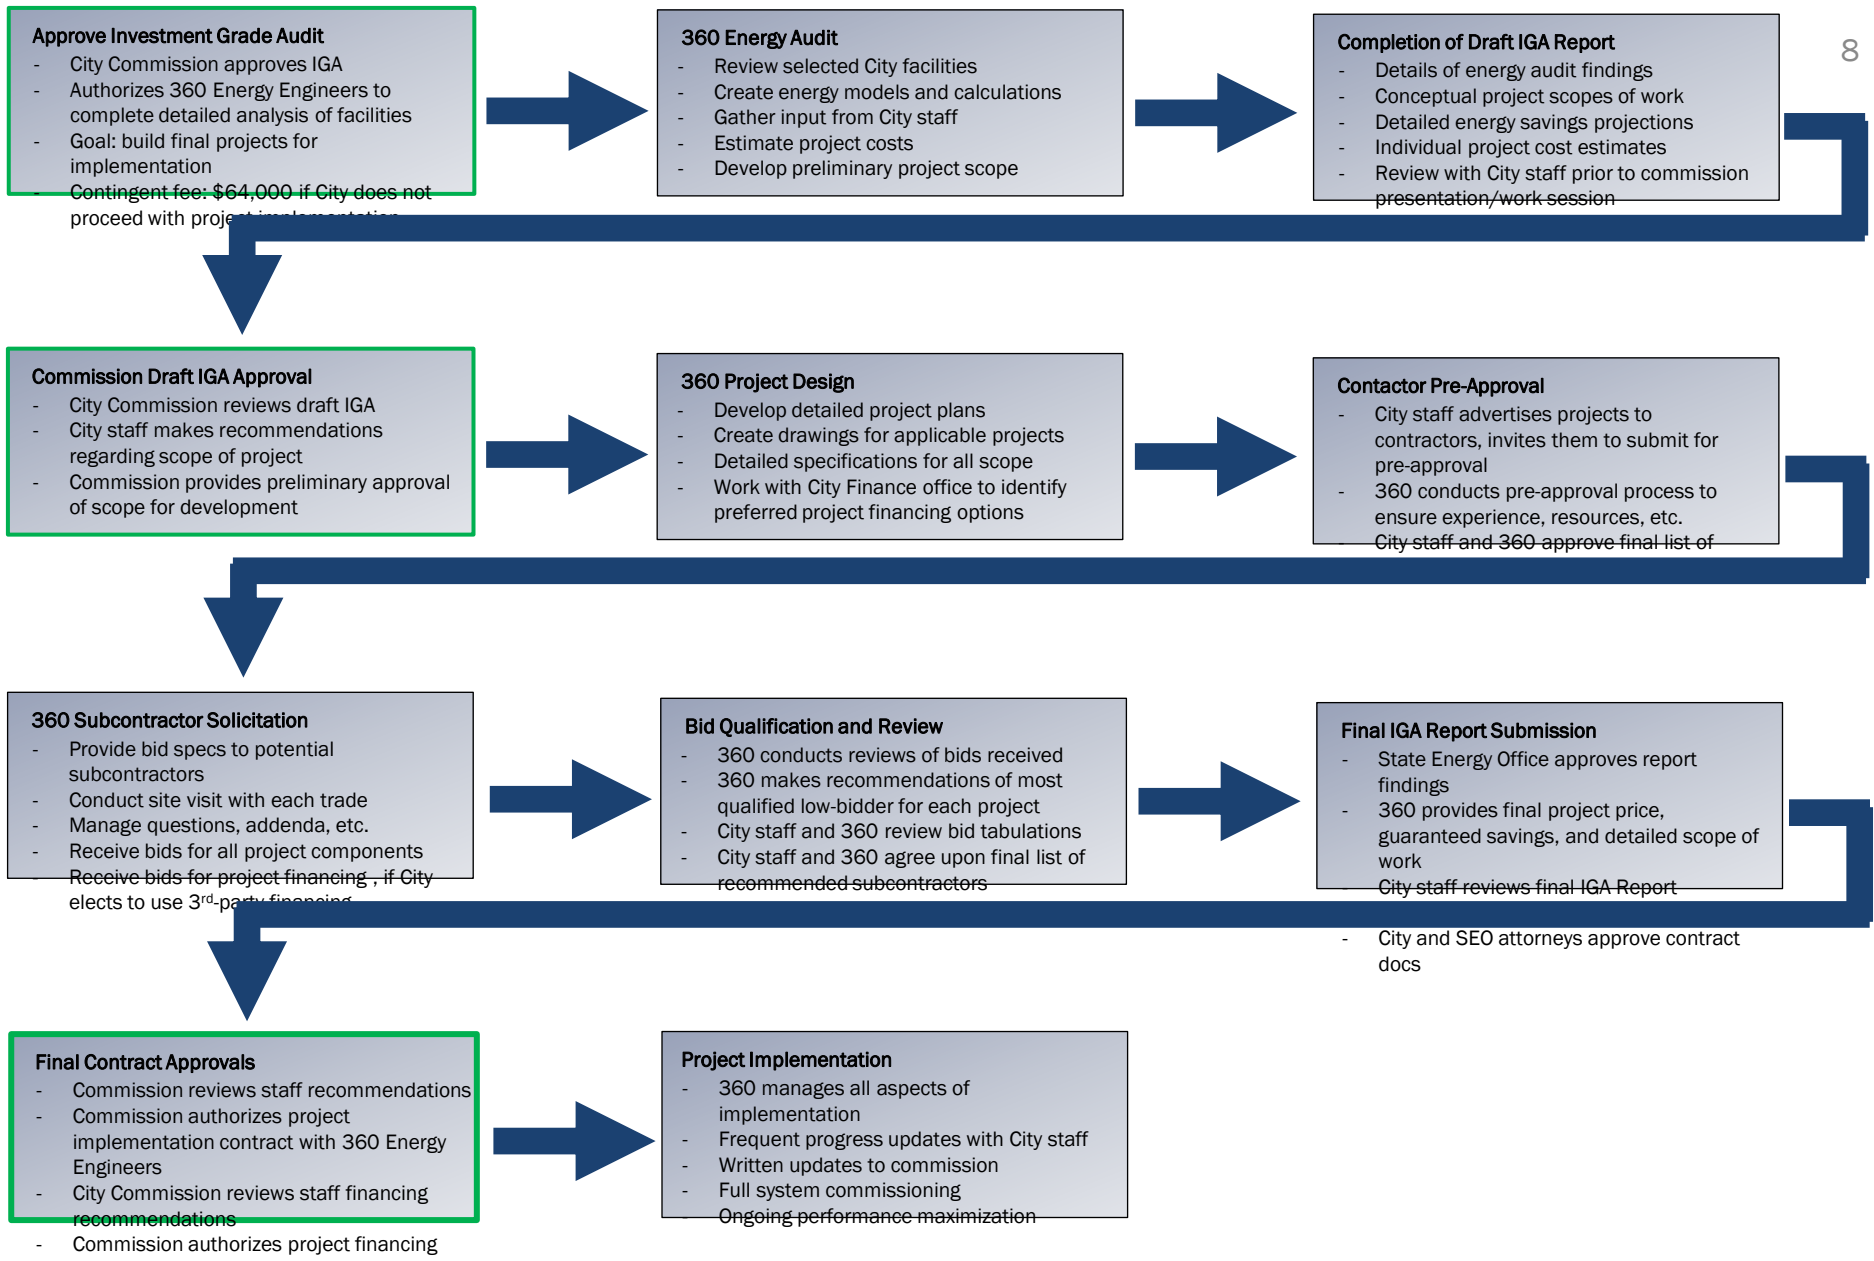 8
Approve Investment Grade Audit
- City Commission approves IGA
- Authorizes 360 Energy Engineers to
complete detailed analysis of facilities
- Goal: build final projects for
implementation
- Contingent fee: $64,000 if City does not
proceed with project implementation
360 Energy Audit
- Review selected City facilities
- Create energy models and calculations
- Gather input from City staff
- Estimate project costs
- Develop preliminary project scope
Completion of Draft IGA Report
- Details of energy audit findings
- Conceptual project scopes of work
- Detailed energy savings projections
- Individual project cost estimates
- Review with City staff prior to commission
presentation/work session
Commission Draft IGA Approval
- City Commission reviews draft IGA
- City staff makes recommendations
regarding scope of project
- Commission provides preliminary approval
of scope for development
360 Project Design
- Develop detailed project plans
- Create drawings for applicable projects
- Detailed specifications for all scope
- Work with City Finance office to identify
preferred project financing options
Contactor Pre-Approval
- City staff advertises projects to
contractors, invites them to submit for
pre-approval
- 360 conducts pre-approval process to
ensure experience, resources, etc.
- City staff and 360 approve final list of
360 Subcontractor Solicitation
- Provide bid specs to potential
subcontractors
- Conduct site visit with each trade
- Manage questions, addenda, etc.
- Receive bids for all project components
- Receive bids for project financing , if City
elects to use 3rd-party financing
Bid Qualification and Review
- 360 conducts reviews of bids received
- 360 makes recommendations of most
qualified low-bidder for each project
- City staff and 360 review bid tabulations
- City staff and 360 agree upon final list of
recommended subcontractors
Final IGA Report Submission
- State Energy Office approves report
findings
- 360 provides final project price,
guaranteed savings, and detailed scope of
work
- City staff reviews final IGA Report
- City and SEO attorneys approve contract
docs
Final Contract Approvals
- Commission reviews staff recommendations
- Commission authorizes project
implementation contract with 360 Energy
Engineers
- City Commission reviews staff financing
recommendations
- Commission authorizes project financing
Project Implementation
- 360 manages all aspects of
implementation
- Frequent progress updates with City staff
- Written updates to commission
- Full system commissioning
- Ongoing performance maximization